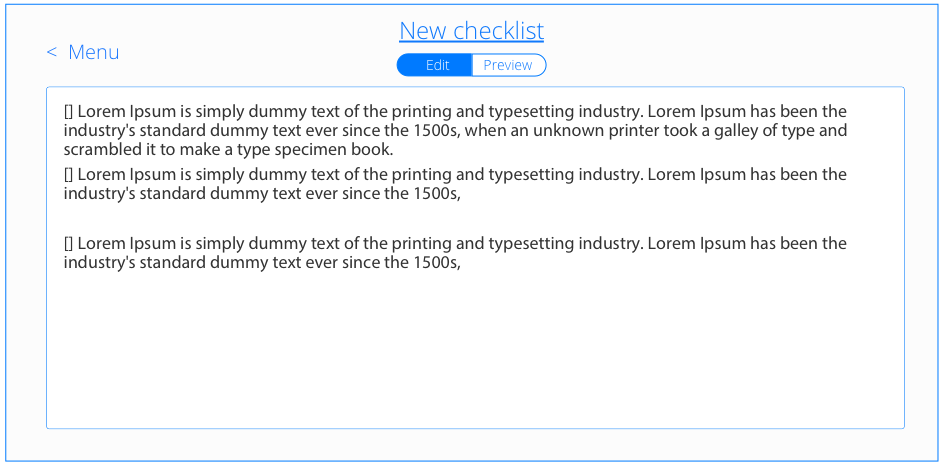 New checklist
< Menu
Edit Preview
[] Lorem Ipsum is simply dummy text of the printing and typesetting industry. Lorem Ipsum has been the
industry's standard dummy text ever since the 1500s, when an unknown printer took a galley of type and
scrambled it to make a type specimen book.
[] Lorem Ipsum is simply dummy text of the printing and typesetting industry. Lorem Ipsum has been the
industry's standard dummy text ever since the 1500s,
[] Lorem Ipsum is simply dummy text of the printing and typesetting industry. Lorem Ipsum has been the
industry's standard dummy text ever since the 1500s,